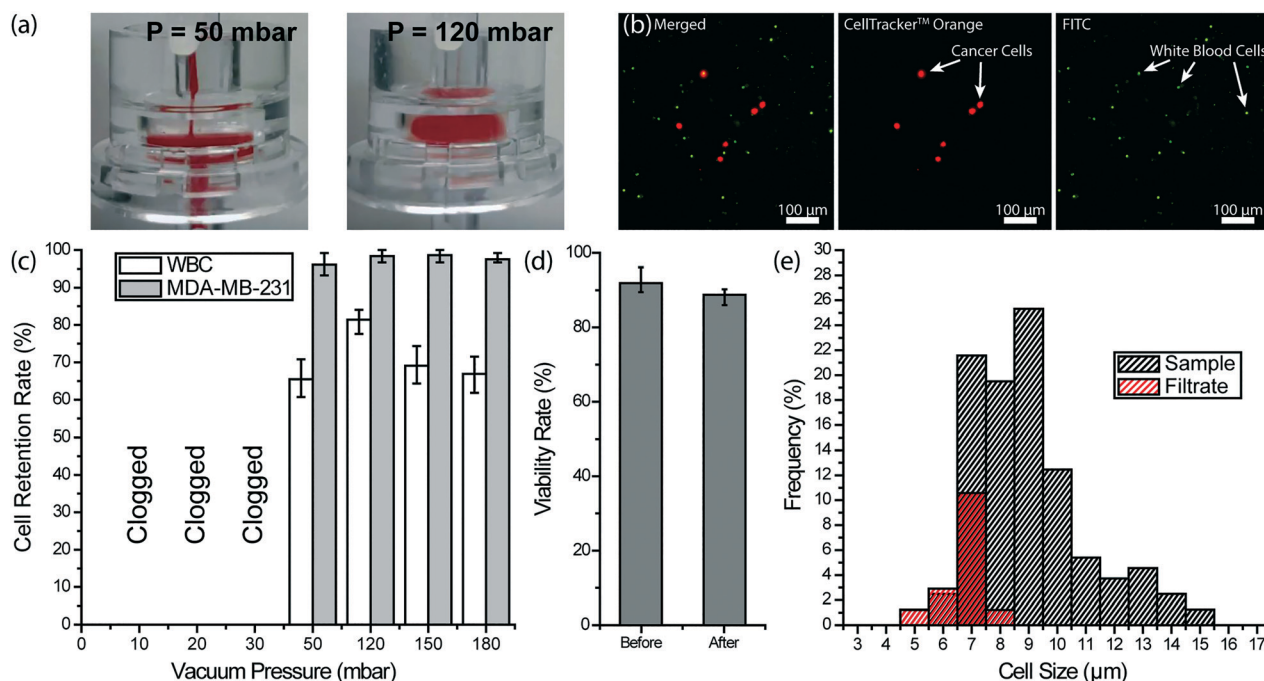 (a)
P = 50 mbar
P = 120 mbar
(b)
Merged
CellTracker™ Orange
FITC
Cancer Cells
White Blood Cells
100 µm
100 µm
100 µm
(c)
Cell Retention Rate (%)
100
90
80
70
60
50
40
30
20
10
0
WBC
MDA-MB-231
Clogged
Clogged
Clogged
0 10 20 30 50 120 150 180
Vacuum Pressure (mbar)
(d)
Viability Rate (%)
100
80
60
40
20
0
Before After
(e)
Frequency (%)
30
28
26
24
22
20
18
16
14
12
10
8
6
4
2
0
Sample
Filtrate
3 4 5 6 7 8 9 10 11 12 13 14 15 16 17
Cell Size (µm)